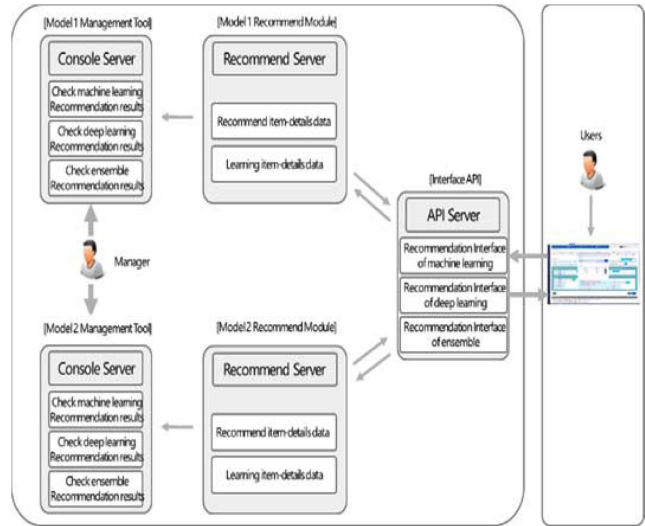 [Model 1 Management Tool]
Console Server
Check machine learning
Recommendation results
Check deep learning
Recommendation results
Check ensemble
Recommendation results
[Model 1 Recommend Module]
Recommend Server
Recommend item-details data
Learning item-details data
[Interface API]
API Server
Recommendation Interface
of machine learning
Recommendation Interface
of deep learning
Recommendation Interface
of ensemble
Users
Manager
[Model 2 Management Tool]
Console Server
Check machine learning
Recommendation results
Check deep learning
Recommendation results
Check ensemble
Recommendation results
[Model 2 Recommend Module]
Recommend Server
Recommend item-details data
Learning item-details data